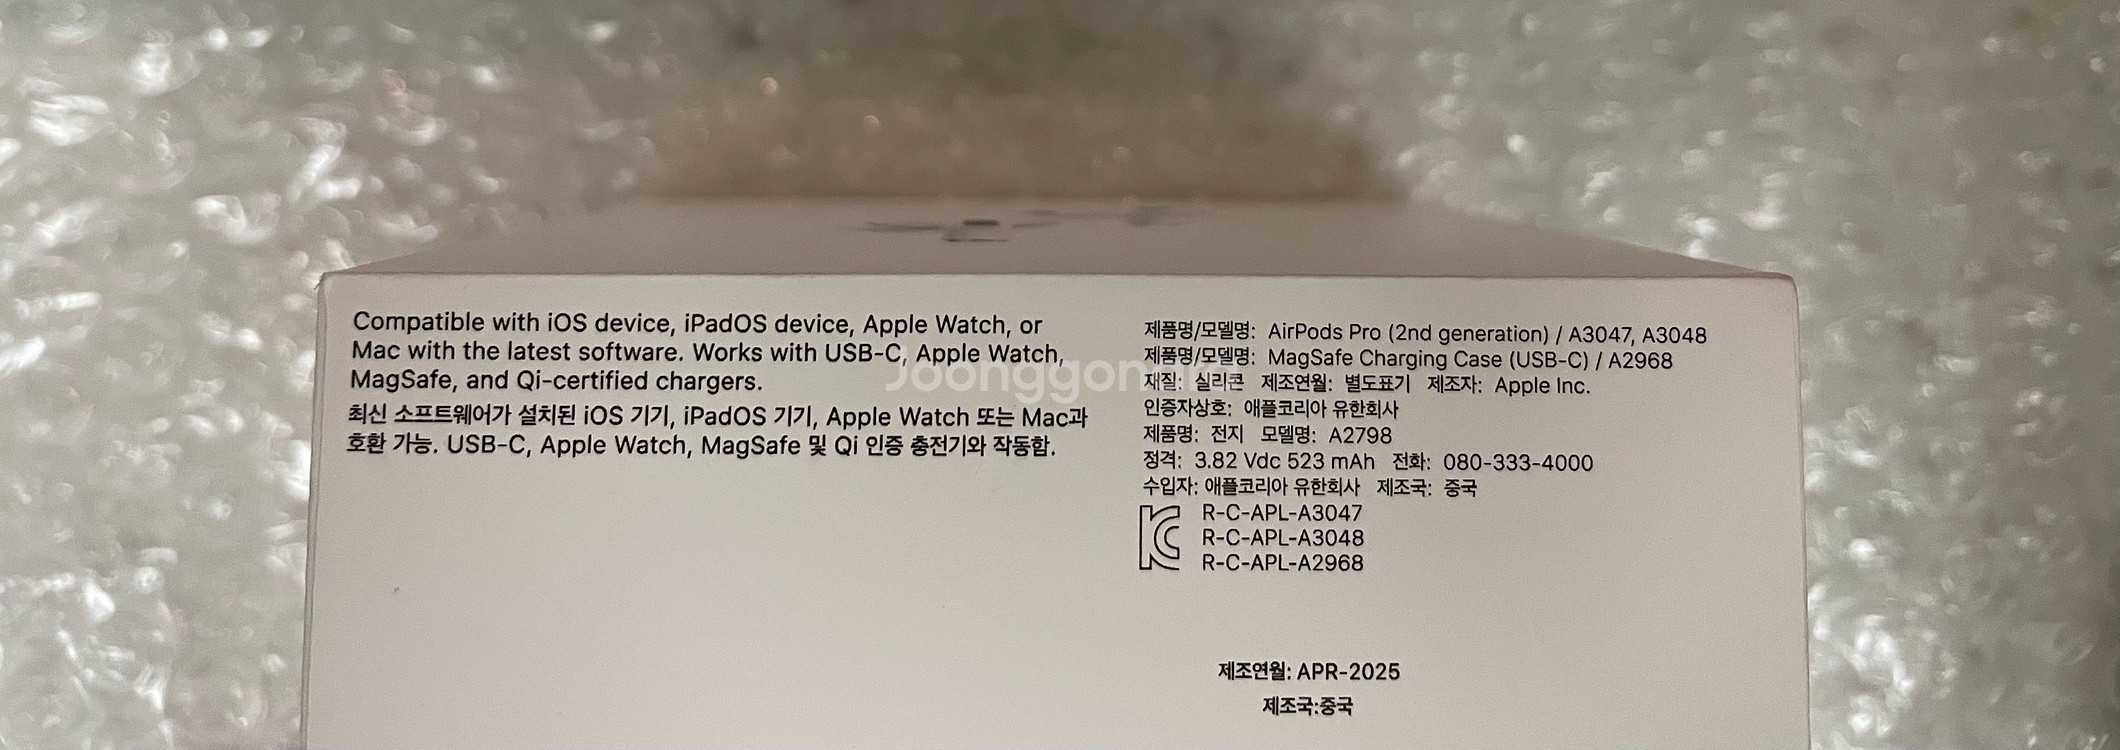 Compatible with iOS device, iPadOS device, Apple Watch, or
Mac with the latest software. Works with USB-C, Apple Watch,
MagSafe, and Qi-certified chargers.
최신 소프트웨어가 설치된 iOS 기기, iPadOS 기기, Apple Watch 또는 Mac과
호환 가능. USB-C, Apple Watch, MagSafe 및 Qi 인증 충전기와 작동함.
제품명/모델명: AirPods Pro (2nd generation) / A3047, A3048
제품명/모델명: MagSafe Charging Case (USB-C) / A2968
재질: 실리콘 제조연월: 별도표기 제조자: Apple Inc.
인증자상호: 애플코리아 유한회사
제품명: 전지 모델명: A2798
정격: 3.82 Vdc 523 mAh 전화: 080-333-4000
수입자: 애플코리아 유한회사 제조국: 중국
R-C-APL-A3047
R-C-APL-A3048
R-C-APL-A2968
제조연월: APR-2025
제조국:중국